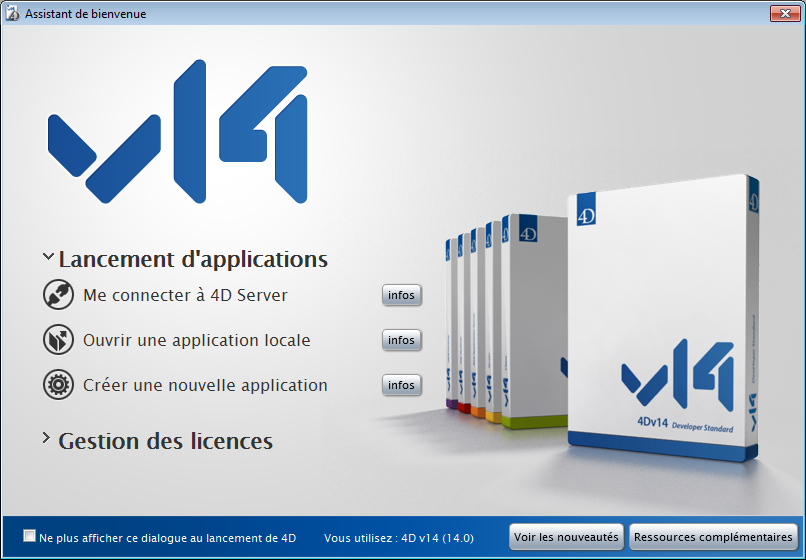 Assistant de bienvenue
v14
Lancement d'applications
Me connecter à 4D Server
infos
Ouvrir une application locale
infos
Créer une nouvelle application
infos
Gestion des licences
4D
4D
4D
v14
4Dv14 Developer Standard
v14 Developer Standard
Ne plus afficher ce dialogue au lancement de 4D
Vous utilisez : 4D v14 (14.0)
Voir les nouveautés
Ressources complémentaires